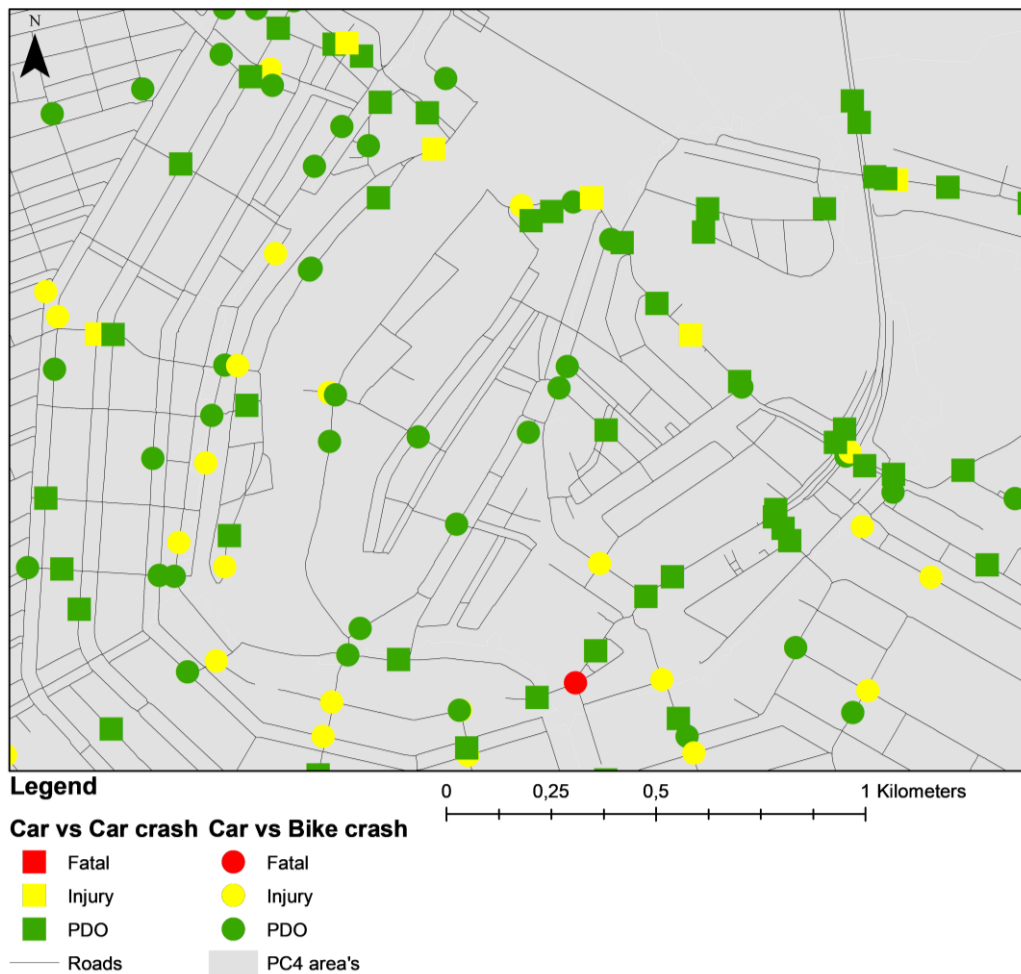 N
Legend
0 0,25 0,5 1 Kilometers
Car vs Car crash Car vs Bike crash
Fatal Fatal
Injury Injury
PDO PDO
Roads PC4 area's